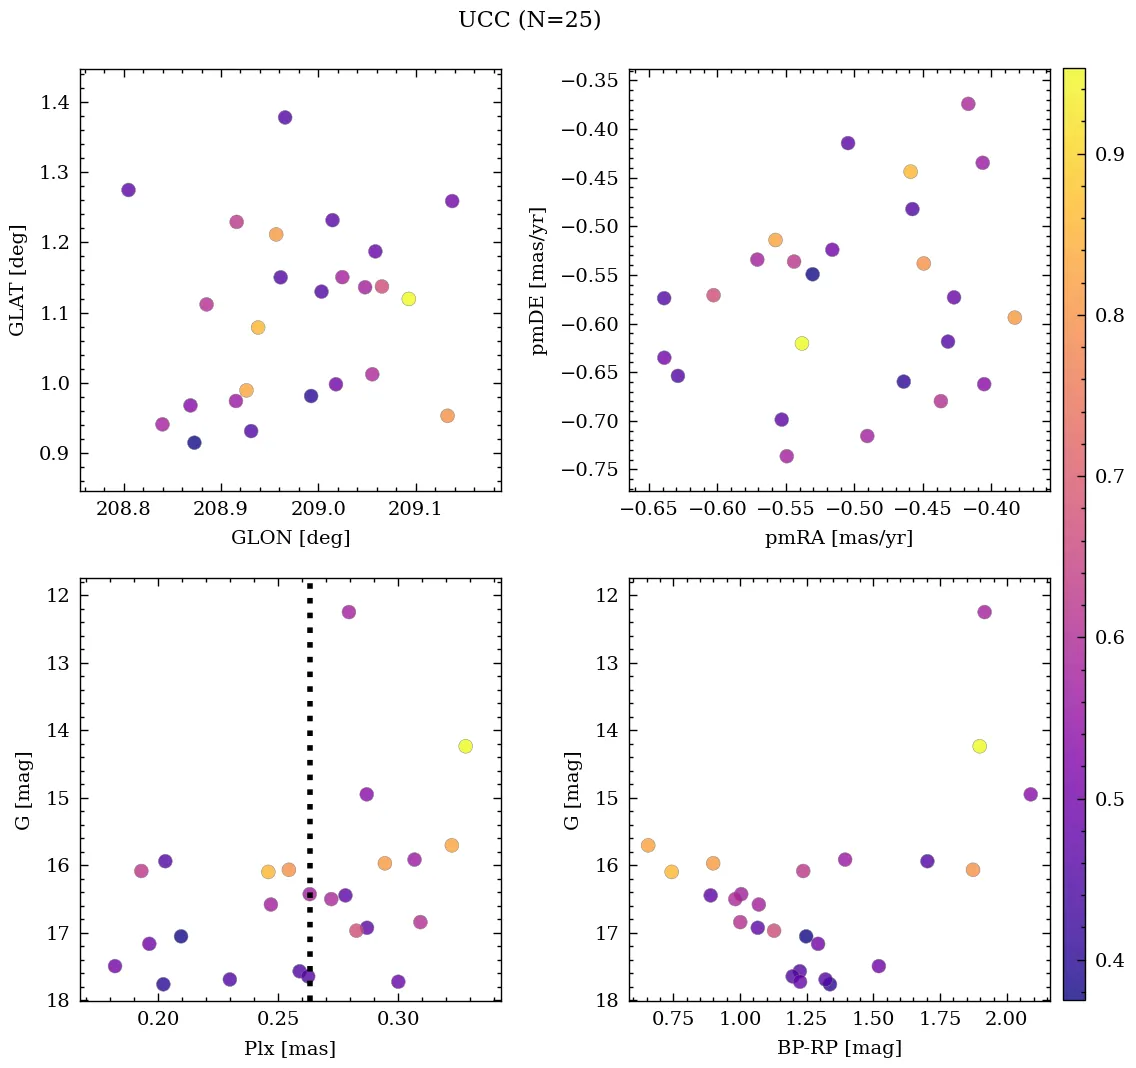 UCC (N=25)
1.4
1.3
1.2
1.1
1.0
0.9
GLAT [deg]
208.8 208.9 209.0 209.1
GLON [deg]
−0.35
−0.40
−0.45
−0.50
−0.55
−0.60
−0.65
−0.70
−0.75
pmDE [mas/yr]
−0.65 −0.60 −0.55 −0.50 −0.45 −0.40
pmRA [mas/yr]
12
13
14
15
16
17
18
G [mag]
0.20 0.25 0.30
Plx [mas]
12
13
14
15
16
17
18
G [mag]
0.75 1.00 1.25 1.50 1.75 2.00
BP-RP [mag]
0.9
0.8
0.7
0.6
0.5
0.4